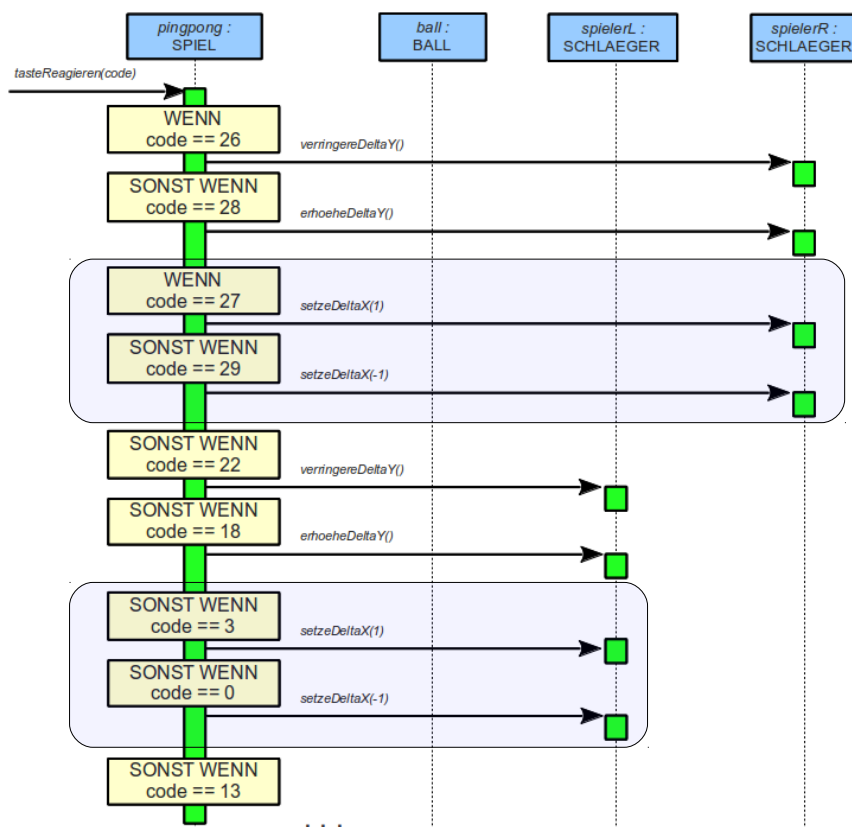 pingpong :
SPIEL
ball :
BALL
spielerL :
SCHLAEGER
spielerR :
SCHLAEGER
tasteReagieren(code)
WENN
code == 26
verringereDeltaY()
SONST WENN
code == 28
erhoeheDeltaY()
WENN
code == 27
setzeDeltaX(1)
SONST WENN
code == 29
setzeDeltaX(-1)
SONST WENN
code == 22
verringereDeltaY()
SONST WENN
code == 18
erhoeheDeltaY()
SONST WENN
code == 3
setzeDeltaX(1)
SONST WENN
code == 0
setzeDeltaX(-1)
SONST WENN
code == 13
...